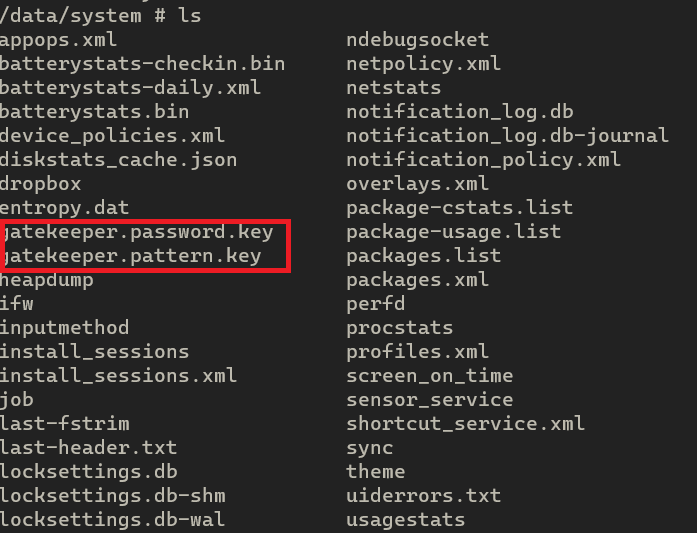 /data/system # ls
appops.xml ndebugsocket
batterystats-checkin.bin netpolicy.xml
batterystats-daily.xml netstats
batterystats.bin notification_log.db
device_policies.xml notification_log.db-journal
diskstats_cache.json notification_policy.xml
dropbox overlays.xml
entropy.dat package-cstats.list
gatekeeper.password.key package-usage.list
gatekeeper.pattern.key packages.list
heapdump packages.xml
ifw perfd
inputmethod procstats
install_sessions profiles.xml
install_sessions.xml screen_on_time
job sensor_service
last-fstrim shortcut_service.xml
last-header.txt sync
locksettings.db theme
locksettings.db-shm uiderrors.txt
locksettings.db-wal usagestats